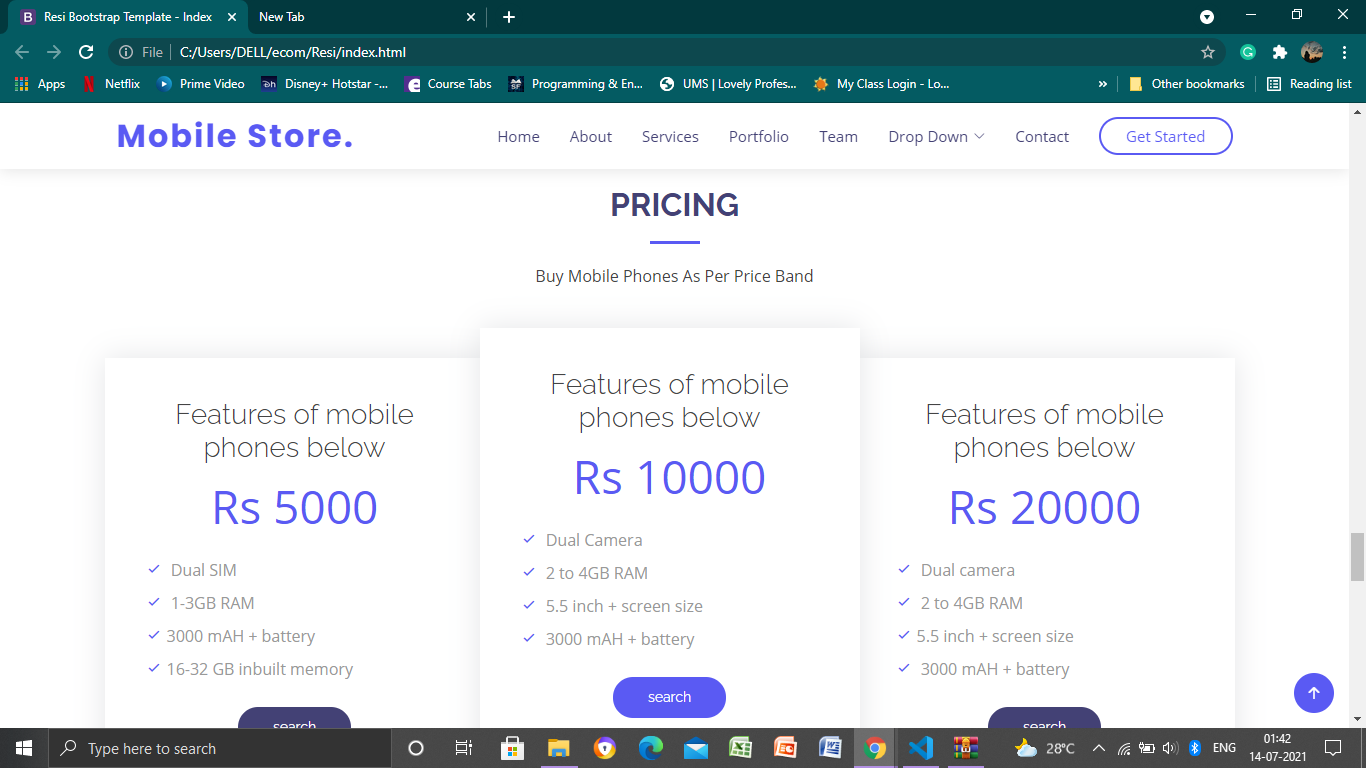 Resi Bootstrap Template - Index
New Tab
File
C:/Users/DELL/ecom/Resi/index.html
Apps
Netflix
Prime Video
Disney+ Hotstar -...
Course Tabs
Programming & En...
UMS | Lovely Profes...
My Class Login - Lo...
»
Other bookmarks
Reading list
Mobile Store.
Home
About
Services
Portfolio
Team
Drop Down
Contact
Get Started
PRICING
Buy Mobile Phones As Per Price Band
Features of mobile
phones below
Rs 5000
Dual SIM
1-3GB RAM
3000 mAH + battery
16-32 GB inbuilt memory
search
Features of mobile
phones below
Rs 10000
Dual Camera
2 to 4GB RAM
5.5 inch + screen size
3000 mAH + battery
search
Features of mobile
phones below
Rs 20000
Dual camera
2 to 4GB RAM
5.5 inch + screen size
3000 mAH + battery
search
Type here to search
28°C
ENG
01:42
14-07-2021